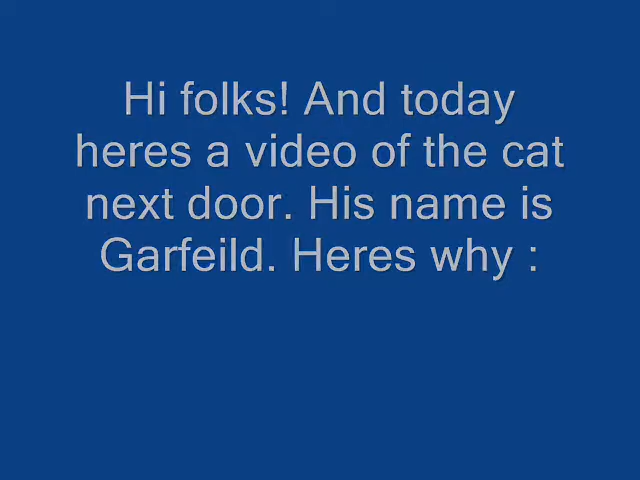 Hi folks! And today
heres a video of the cat
next door. His name is
Garfeild. Heres why :